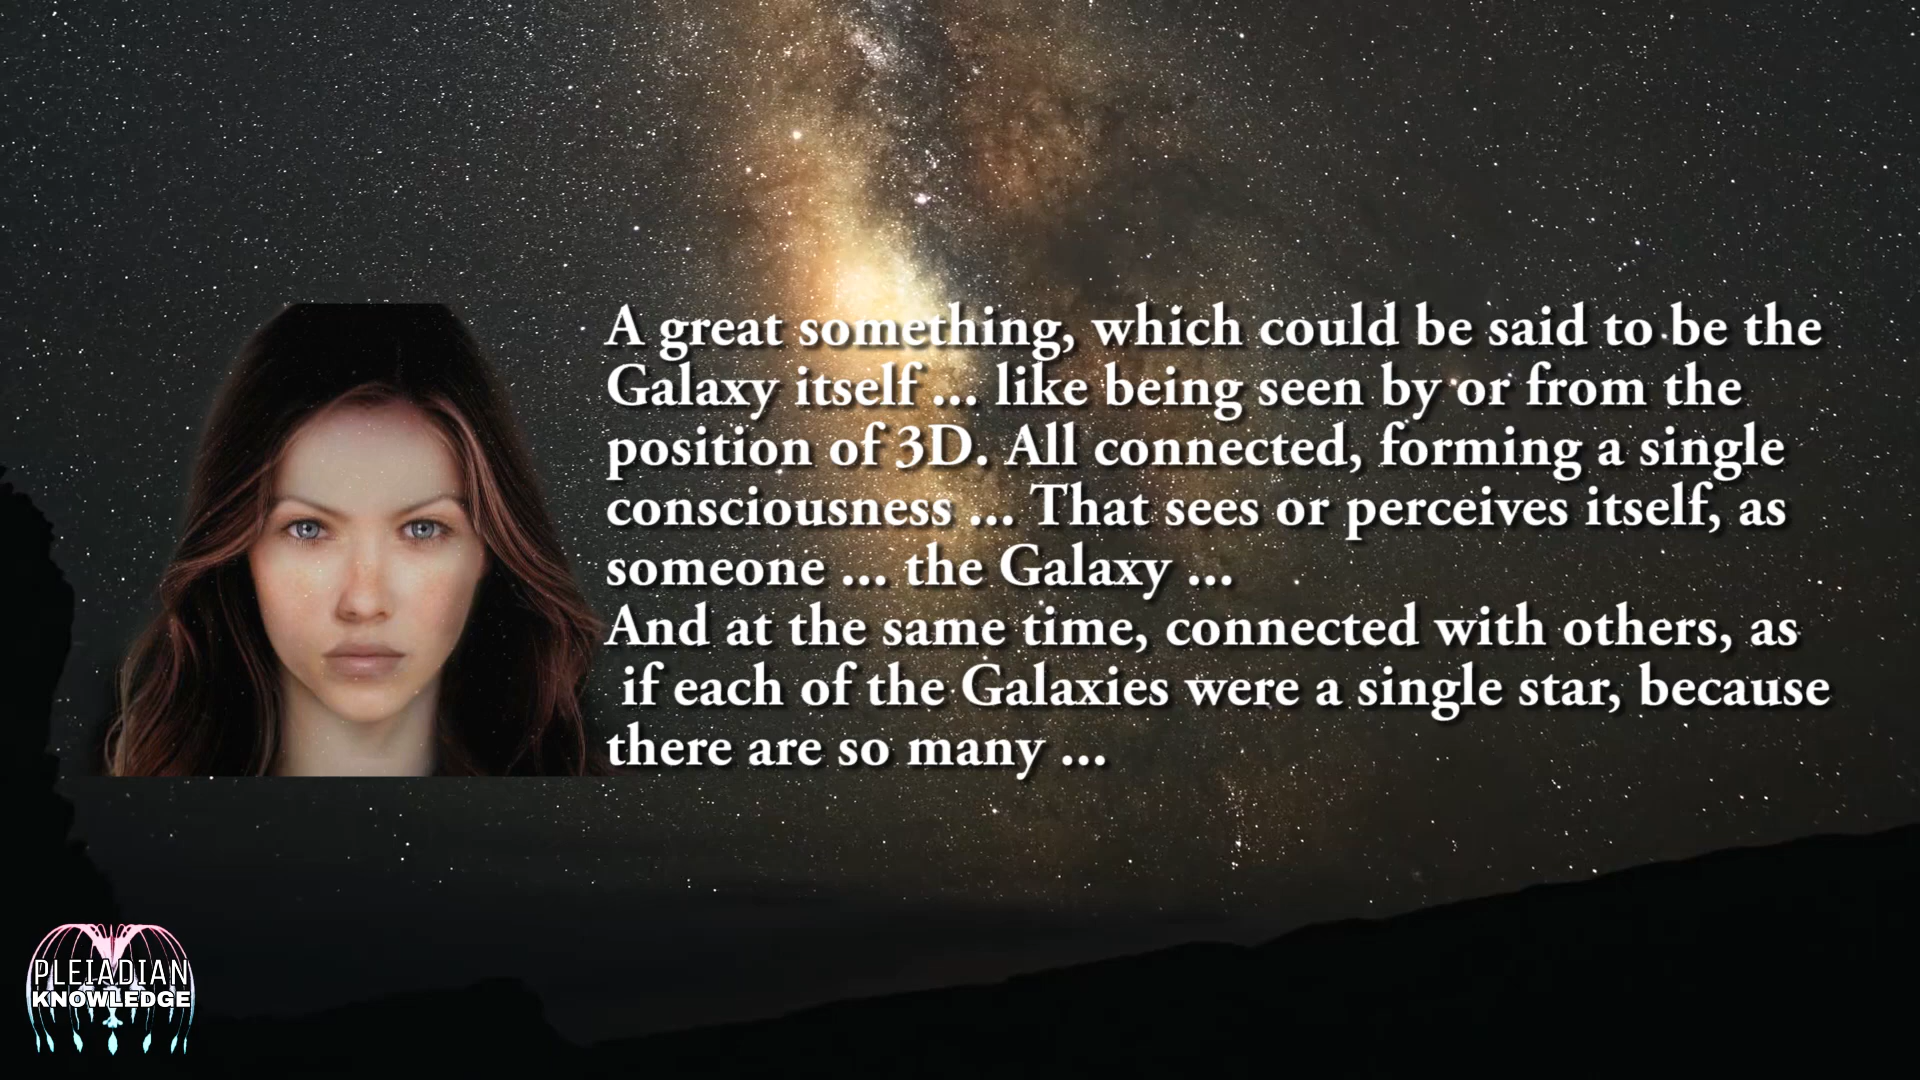 A great something, which could be said to be the
Galaxy itself ... like being seen by or from the
position of 3D. All connected, forming a single
consciousness ... That sees or perceives itself, as
someone ... the Galaxy ...
And at the same time, connected with others, as
if each of the Galaxies were a single star, because
there are so many ...
PLEIADIAN
KNOWLEDGE